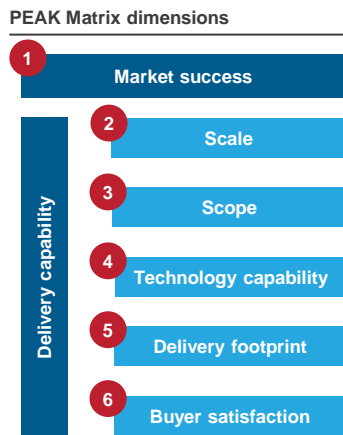 PEAK Matrix dimensions
1
Market success
Delivery capability
2
Scale
3
Scope
4
Technology capability
5
Delivery footprint
6
Buyer satisfaction